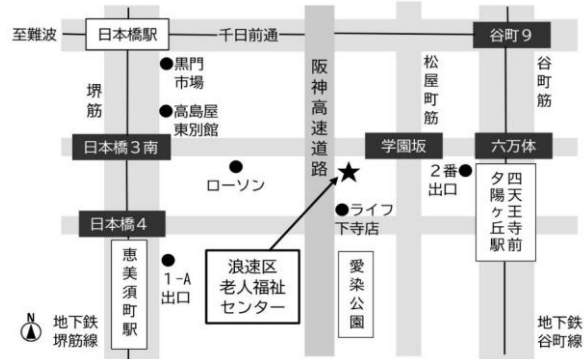 至難波
日本橋駅
千日前通
谷町9
●黒門
市場
●高島屋
東別館
堺筋
阪神高速道路
松屋町筋
谷町筋
日本橋3南
学園坂
六万体
ローソン
2番
出口
四天王寺前
夕陽ヶ丘駅
●ライフ
下寺店
日本橋4
恵美須町駅
1-A
出口
浪速区
老人福祉
センター
愛染公園
N
地下鉄
堺筋線
地下鉄
谷町線